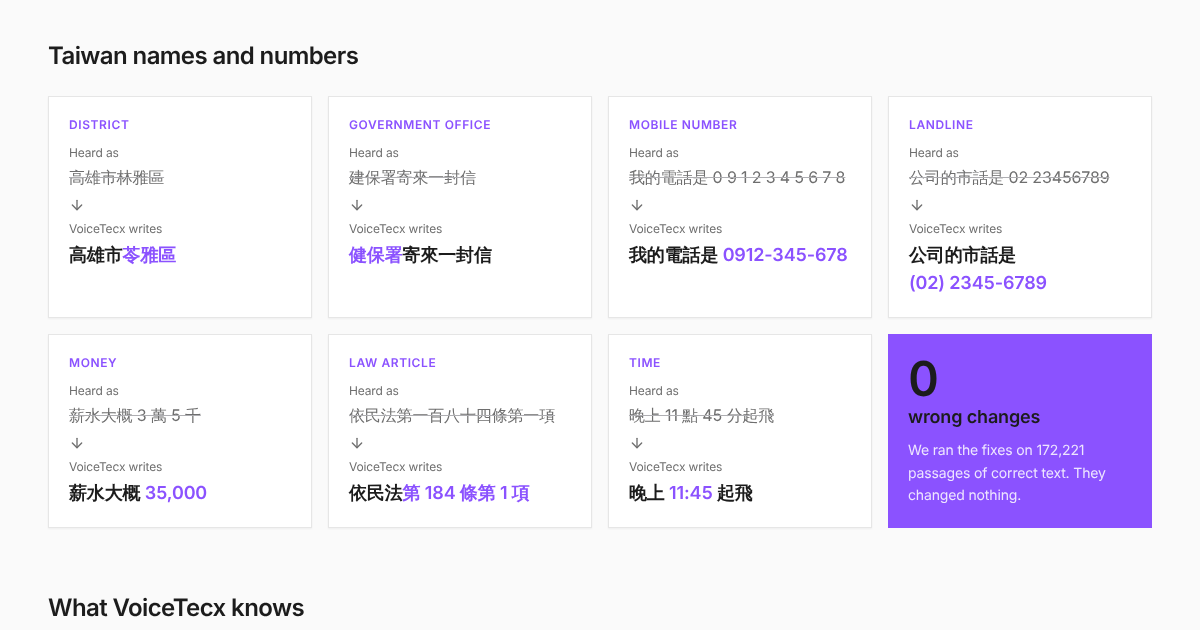 Taiwan names and numbers
DISTRICT
Heard as
高雄市林雅區
↓
VoiceTecx writes
高雄市苓雅區
GOVERNMENT OFFICE
Heard as
建保署寄來一封信
↓
VoiceTecx writes
健保署寄來一封信
MOBILE NUMBER
Heard as
我的電話是 0 9 1 2 3 4 5 6 7 8
↓
VoiceTecx writes
我的電話是 0912-345-678
LANDLINE
Heard as
公司的市話是 02 23456789
↓
VoiceTecx writes
公司的市話是
(02) 2345-6789
MONEY
Heard as
薪水大概 3 萬 5 千
↓
VoiceTecx writes
薪水大概 35,000
LAW ARTICLE
Heard as
依民法第一百八十四條第一項
↓
VoiceTecx writes
依民法第 184 條第 1 項
TIME
Heard as
晚上 11 點 45 分起飛
↓
VoiceTecx writes
晚上 11:45 起飛
0
wrong changes
We ran the fixes on 172,221
passages of correct text. They
changed nothing.
What VoiceTecx knows